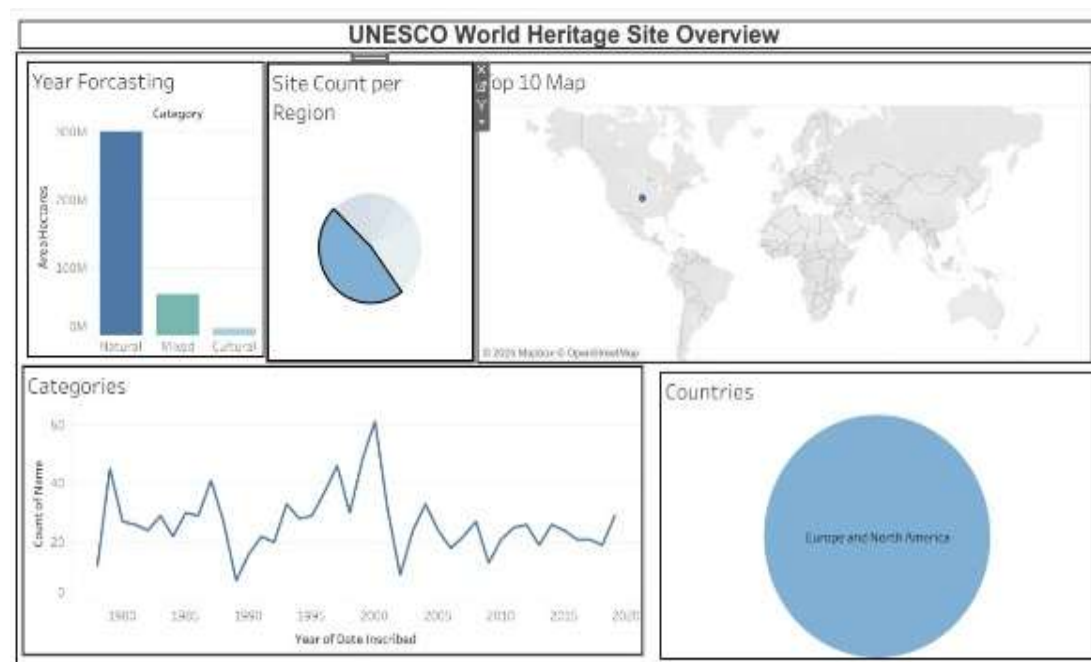 UNESCO World Heritage Site Overview
Year Forcasting
Category
300M
200M
100M
0M
Area Hectares
Natural
Mixed
Cultural
Site Count per
Region
Top 10 Map
© 2024 Mapbox © OpenStreetMap
Categories
60
40
20
0
Count of Name
1980
1985
1990
1995
2000
2005
2010
2015
2020
Year of Date Inscribed
Countries
Europe and North America